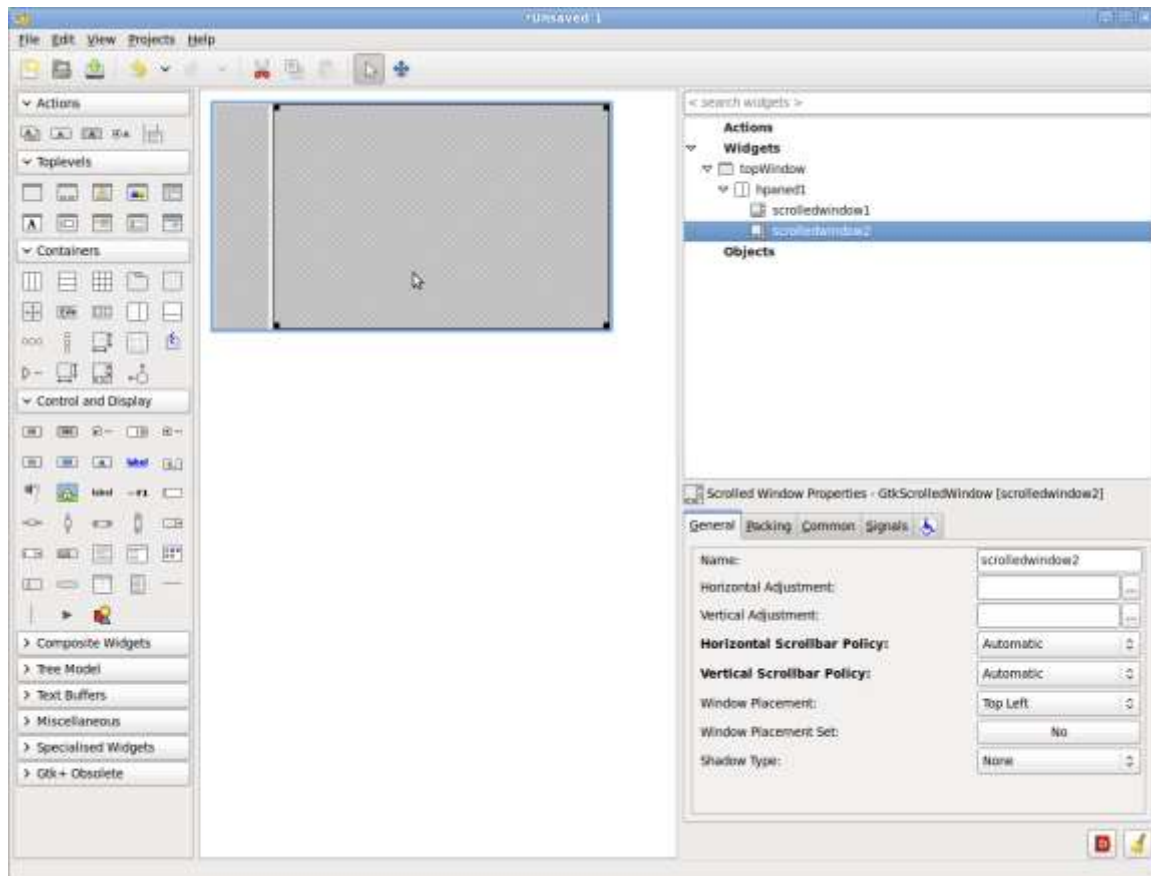 *Unsaved 1
File Edit View Projects Help
Actions
Toplevels
Containers
Control and Display
label
label
Composite Widgets
Tree Model
Text Buffers
Miscellaneous
Specialised Widgets
Gtk+ Obsolete
< search widgets >
Actions
Widgets
topWindow
hpaned1
scrolledwindow1
scrolledwindow2
Objects
Scrolled Window Properties - GtkScrolledWindow [scrolledwindow2]
General Packing Common Signals
Name: scrolledwindow2
Horizontal Adjustment: ...
Vertical Adjustment: ...
Horizontal Scrollbar Policy: Automatic
Vertical Scrollbar Policy: Automatic
Window Placement: Top Left
Window Placement Set: No
Shadow Type: None